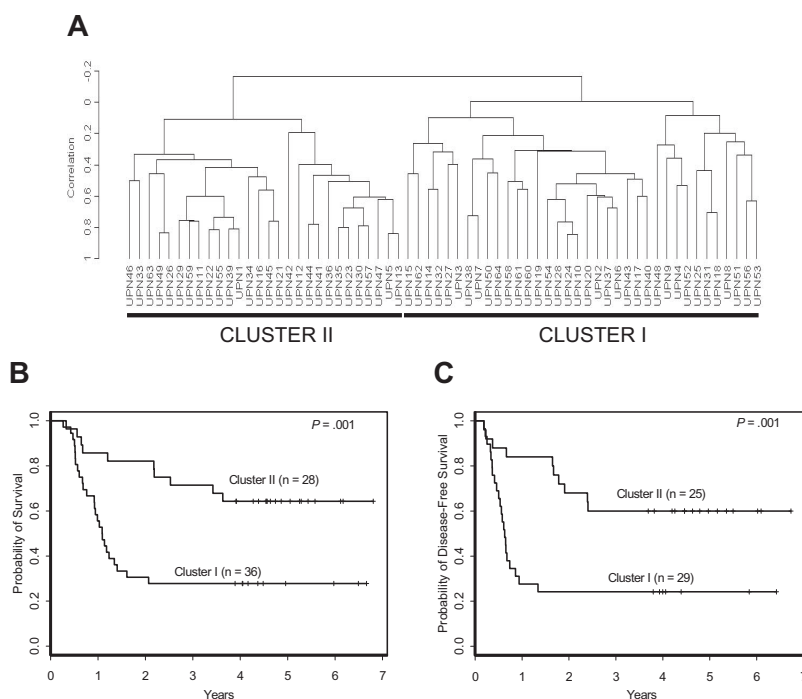 A
-0.2
0
0.2
0.4
0.6
0.8
1
Correlation
UPN46
UPN33
UPN63
UPN49
UPN26
UPN29
UPN59
UPN11
UPN22
UPN55
UPN39
UPN1
UPN34
UPN16
UPN45
UPN21
UPN42
UPN12
UPN44
UPN41
UPN36
UPN35
UPN23
UPN30
UPN57
UPN47
UPN5
UPN13
UPN15
UPN62
UPN14
UPN32
UPN27
UPN3
UPN38
UPN7
UPN50
UPN64
UPN58
UPN61
UPN60
UPN19
UPN54
UPN28
UPN24
UPN10
UPN20
UPN2
UPN37
UPN6
UPN43
UPN17
UPN40
UPN48
UPN9
UPN4
UPN52
UPN25
UPN31
UPN18
UPN8
UPN51
UPN56
UPN53
CLUSTER II
CLUSTER I
B
P = .001
Cluster II (n = 28)
Cluster I (n = 36)
Probability of Survival
1.0
0.8
0.6
0.4
0.2
0.0
0 1 2 3 4 5 6 7
Years
C
P = .001
Cluster II (n = 25)
Cluster I (n = 29)
Probability of Disease-Free Survival
1.0
0.8
0.6
0.4
0.2
0.0
0 1 2 3 4 5 6 7
Years